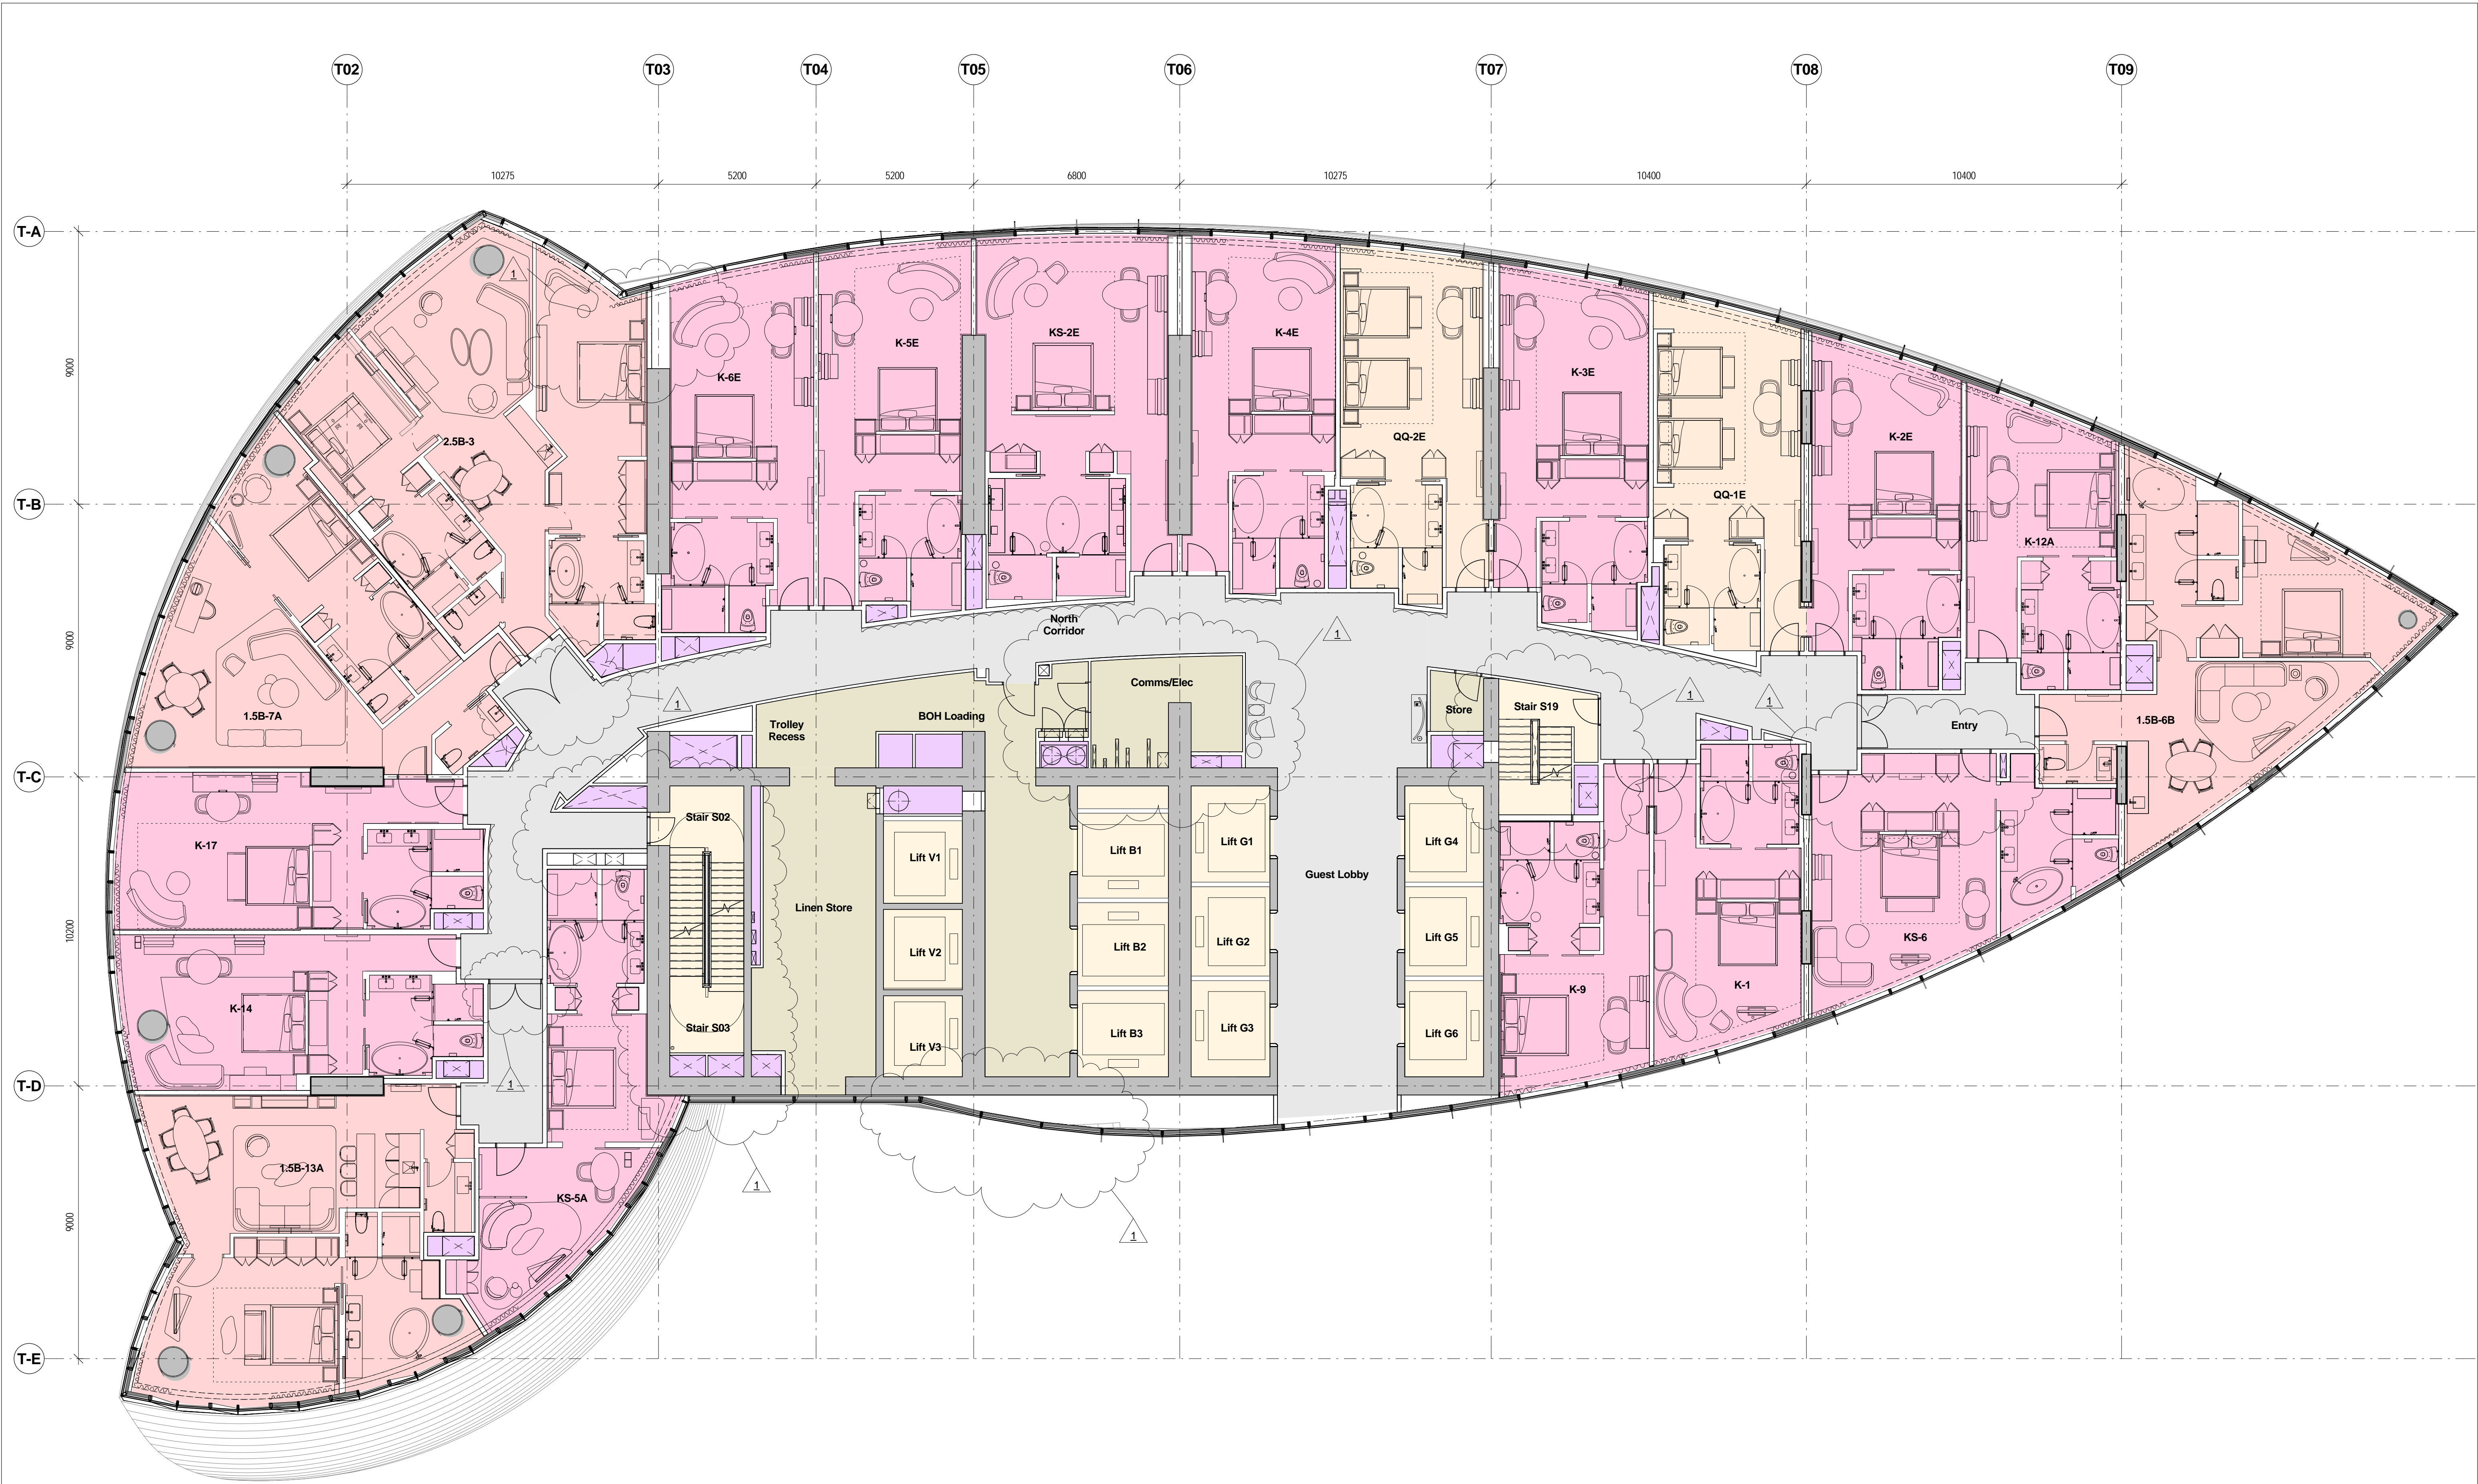 T02
T03
T04
T05
T06
T07
T08
T09
10275
5200
5200
6800
10275
10400
10400
T-A
T-B
T-C
T-D
T-E
9000
9000
10200
9000
1
K-6E
K-5E
KS-2E
K-4E
QQ-2E
K-3E
QQ-1E
K-2E
K-12A
2.5B-3
1.5B-7A
North
Corridor
1
1
1
1
Comms/Elec
Trolley
Recess
BOH Loading
Store
Stair S19
Entry
1.5B-6B
K-17
Stair S02
Linen Store
Lift V1
Lift B1
Lift G1
Guest Lobby
Lift G4
Lift V2
Lift B2
Lift G2
Lift G5
KS-6
K-14
Stair S03
Lift V3
Lift B3
Lift G3
Lift G6
K-9
K-1
1
1.5B-13A
KS-5A
1
1